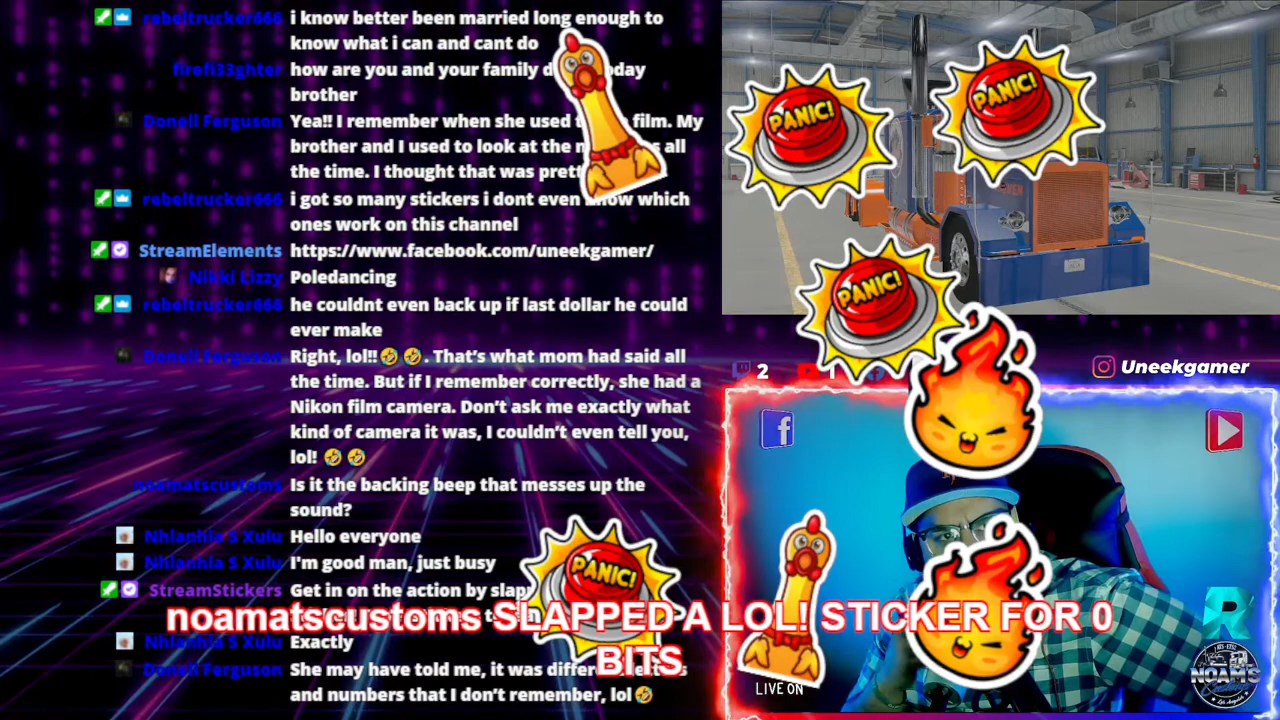 rebeltrucker666 i know better been married long enough to
know what i can and cant do
firefi33ghter how are you and your family day
brother
Donell Ferguson Yea!! I remember when she used film. My
brother and I used to look at the all
the time. I thought that was
rebeltrucker666 i got so many stickers i dont even know which
ones work on this channel
StreamElements https://www.facebook.com/uneekgamer/
Nikki Lizzy Poledancing
rebeltrucker666 he couldnt even back up if last dollar he could
ever make
Donell Ferguson Right, lol!!🤣 🤣. That's what mom had said all
the time. But if I remember correctly, she had a
Nikon film camera. Don't ask me exactly what
kind of camera it was, I couldn't even tell you,
lol! 🤣 🤣
noamatscustoms Is it the backing beep that messes up the
sound?
Nhlanhla S Xulu Hello everyone
Nhlanhla S Xulu I'm good man, just busy
StreamStickers Get in on the action by
noamatscustoms SLAPPED A LOL! STICKER FOR 0
BITS
Nhlanhla S Xulu Exactly
Donell Ferguson She may have told me, it was
and numbers that I don't remember, lol🤣
PANIC!
PANIC!
PANIC!
PANIC!
2
Uneekgamer
LIVE ON
NOAM'S